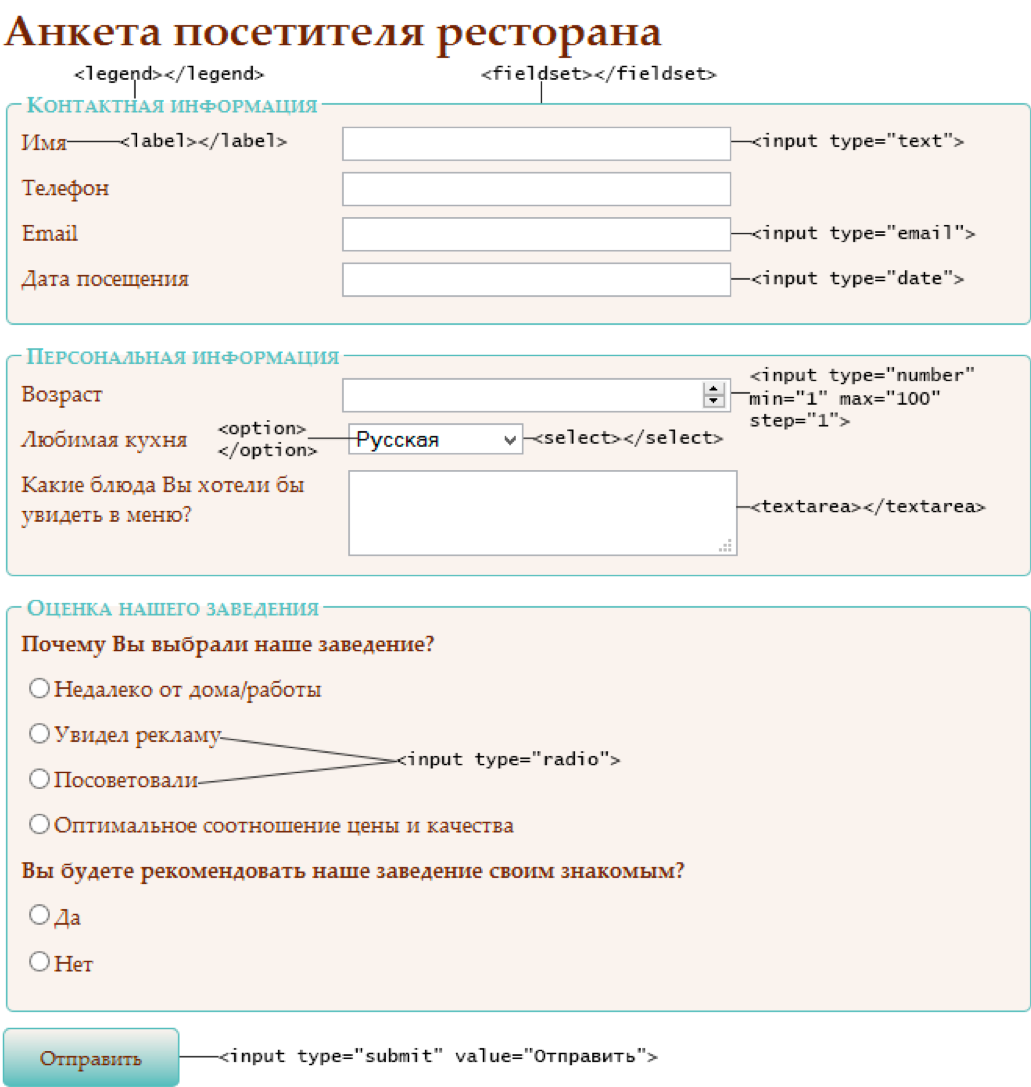 Анкета посетителя ресторана
<legend></legend> <fieldset></fieldset>
Контактная информация
Имя <label></label> <input type="text">
Телефон
Email <input type="email">
Дата посещения <input type="date">
Персональная информация
Возраст <input type="number"
min="1" max="100"
step="1">
Любимая кухня <option> Русская <select></select>
</option>
Какие блюда Вы хотели бы
увидеть в меню? <textarea></textarea>
Оценка нашего заведения
Почему Вы выбрали наше заведение?
Недалеко от дома/работы
Увидел рекламу
<input type="radio">
Посоветовали
Оптимальное соотношение цены и качества
Вы будете рекомендовать наше заведение своим знакомым?
Да
Нет
Отправить <input type="submit" value="Отправить">